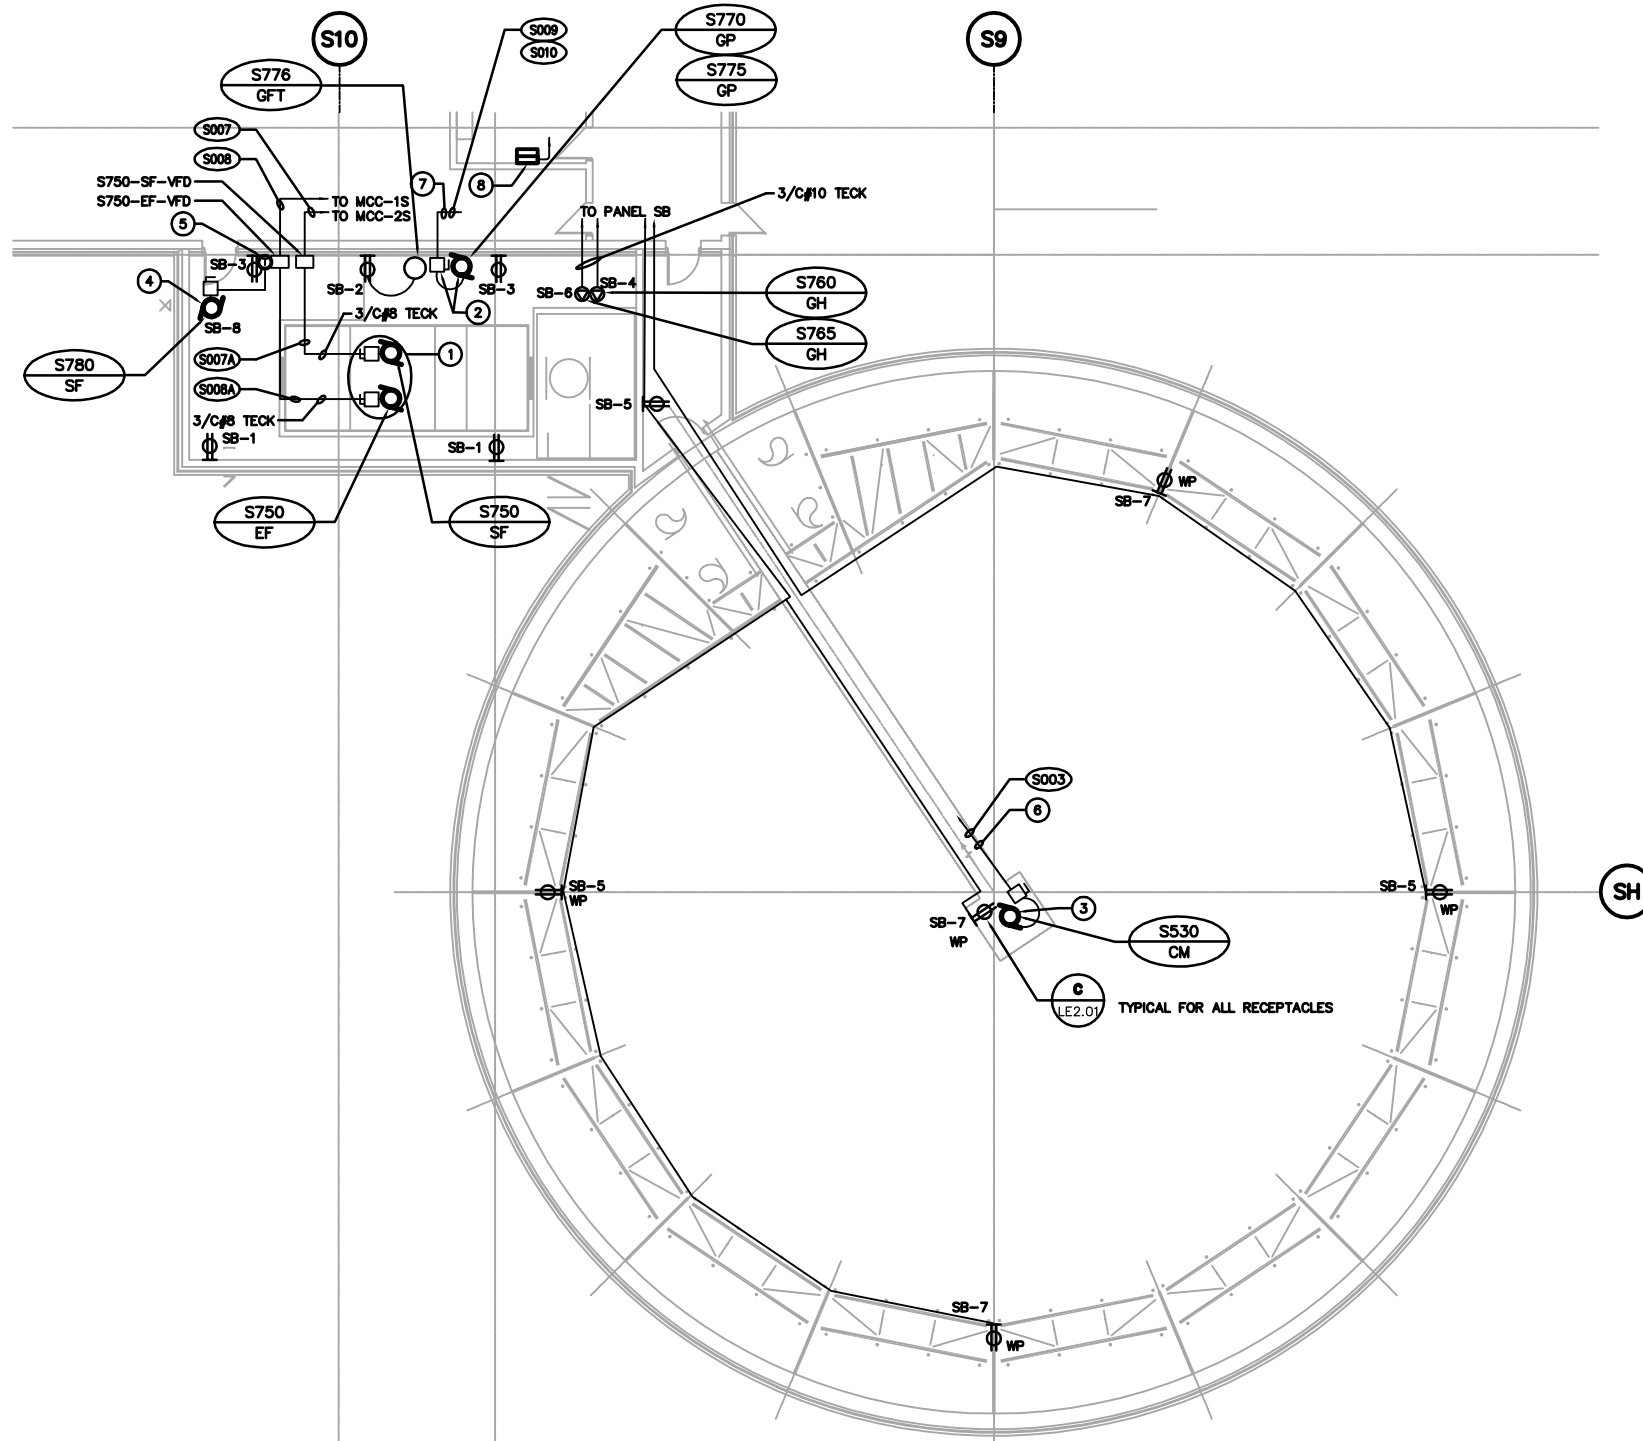 S10
S9
S009
S010
S770
GP
S775
GP
S776
GFT
S007
S008
S750-SF-VFD
S750-EF-VFD
TO MCC-1S
TO MCC-2S
7
8
3/C#10 TECK
TO PANEL SB
5
SB-3
SB-2
SB-3
SB-6
SB-4
4
SB-8
2
S760
GH
S765
GH
3/C#8 TECK
S007A
1
S780
SF
S008A
3/C#8 TECK
SB-1
SB-1
SB-5
S750
EF
S750
SF
WP
SB-7
S003
6
SB-5
WP
SB-5
WP
SH
3
SB-7
WP
S530
CM
C
LE2.01
TYPICAL FOR ALL RECEPTACLES
SB-7
WP